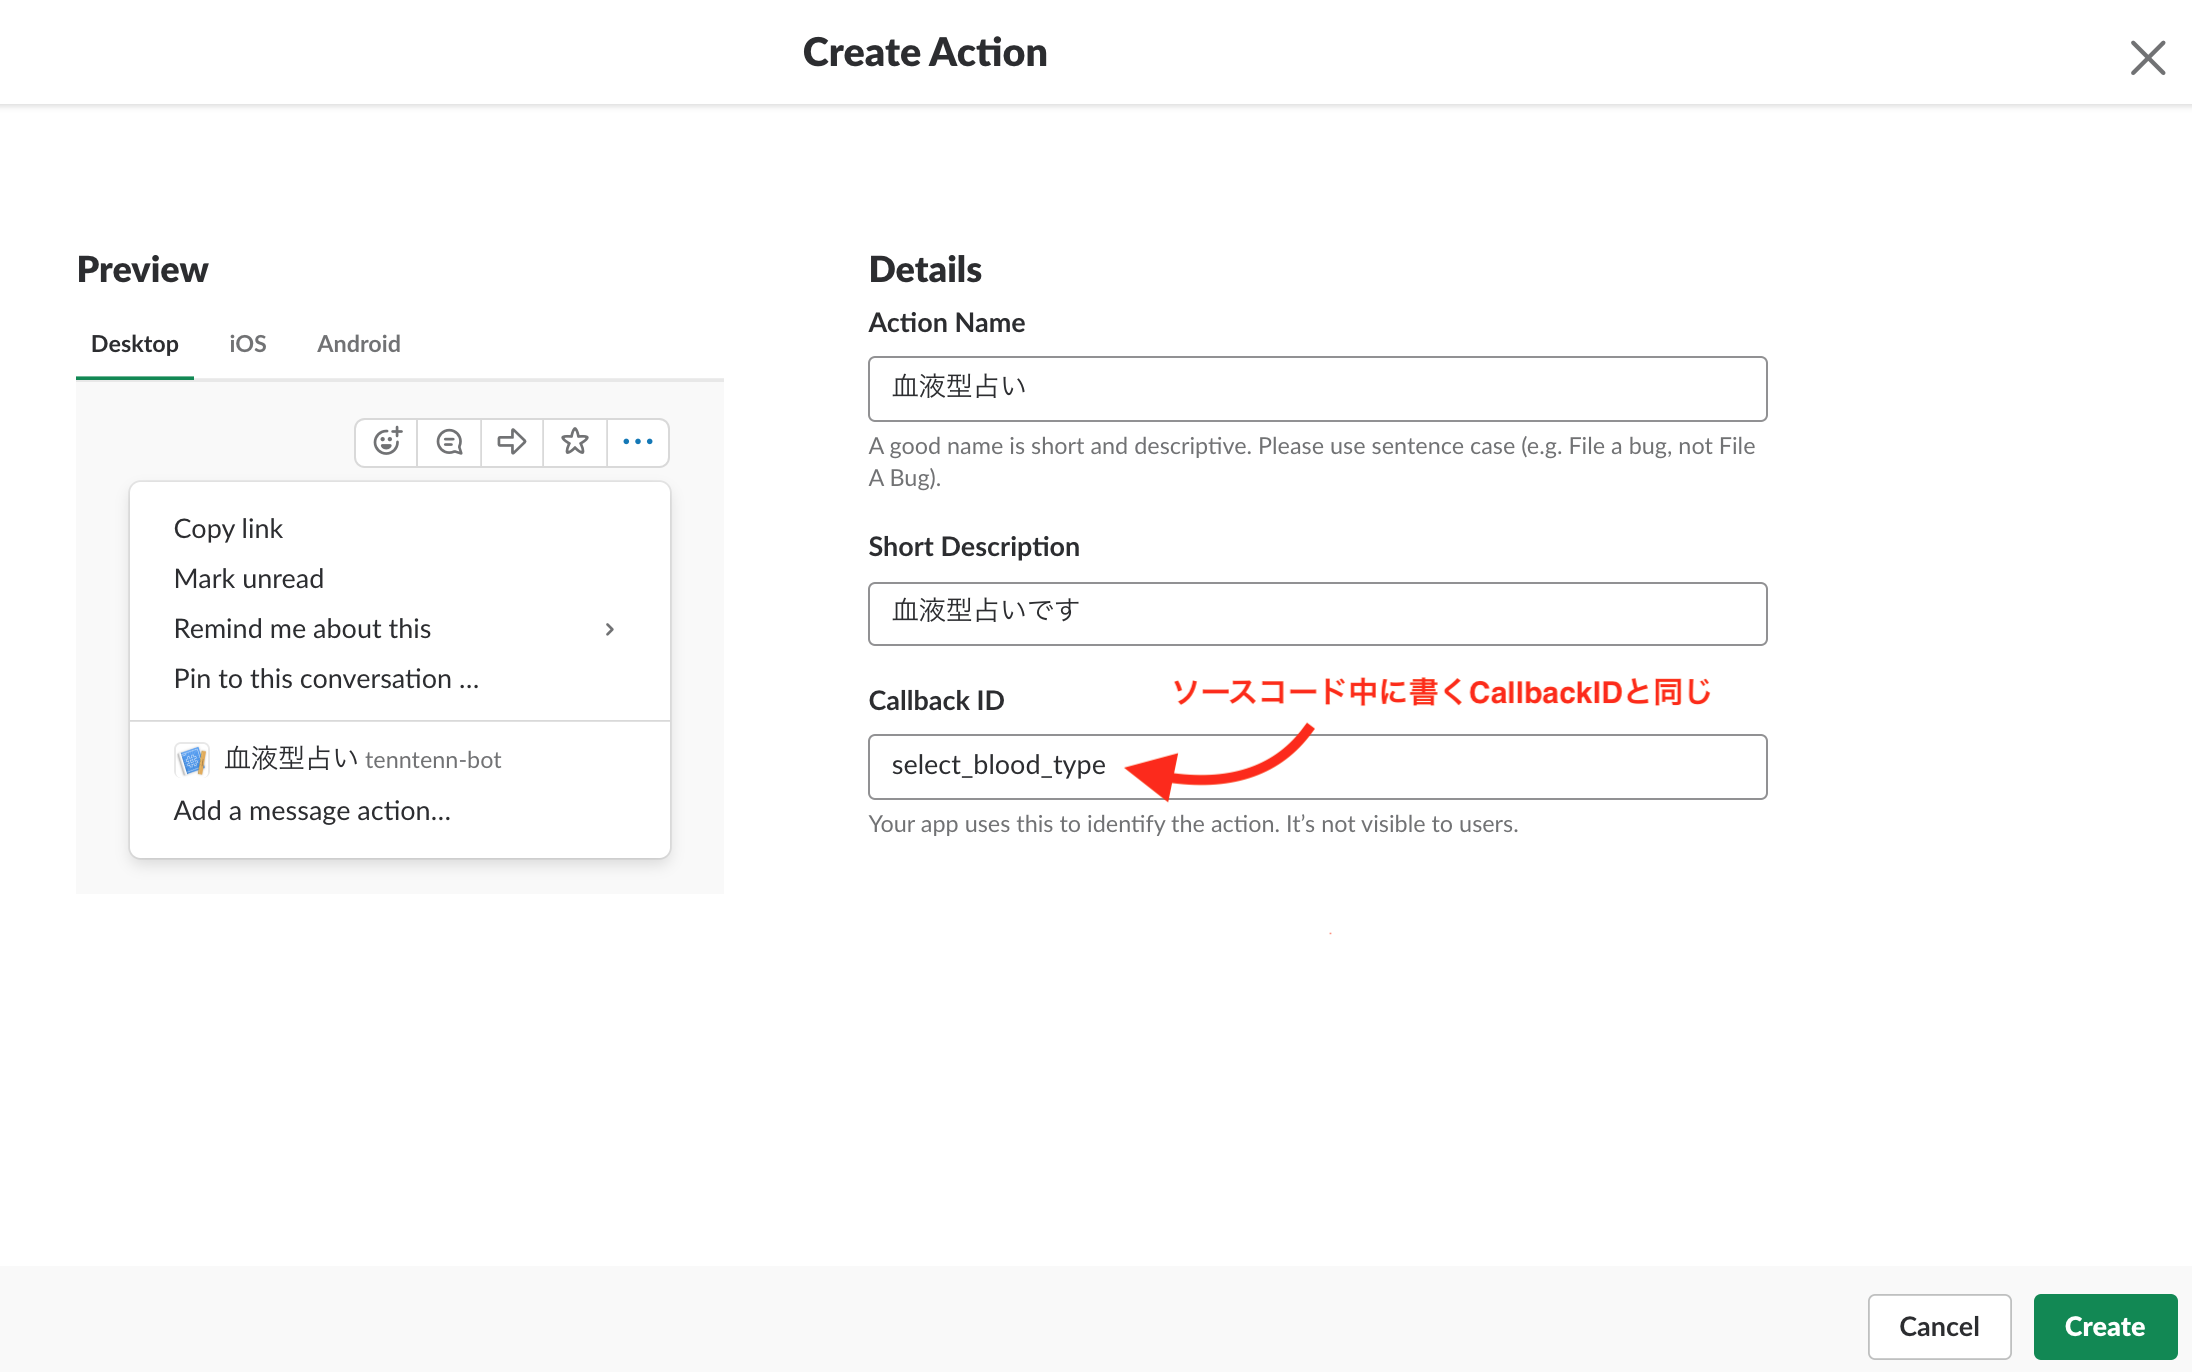 Create Action
Preview
Desktop iOS Android
Copy link
Mark unread
Remind me about this
Pin to this conversation ...
血液型占い tenntenn-bot
Add a message action...
Details
Action Name
血液型占い
A good name is short and descriptive. Please use sentence case (e.g. File a bug, not File
A Bug).
Short Description
血液型占いです
Callback ID
ソースコード中に書くCallbackIDと同じ
select_blood_type
Your app uses this to identify the action. It’s not visible to users.
Cancel
Create